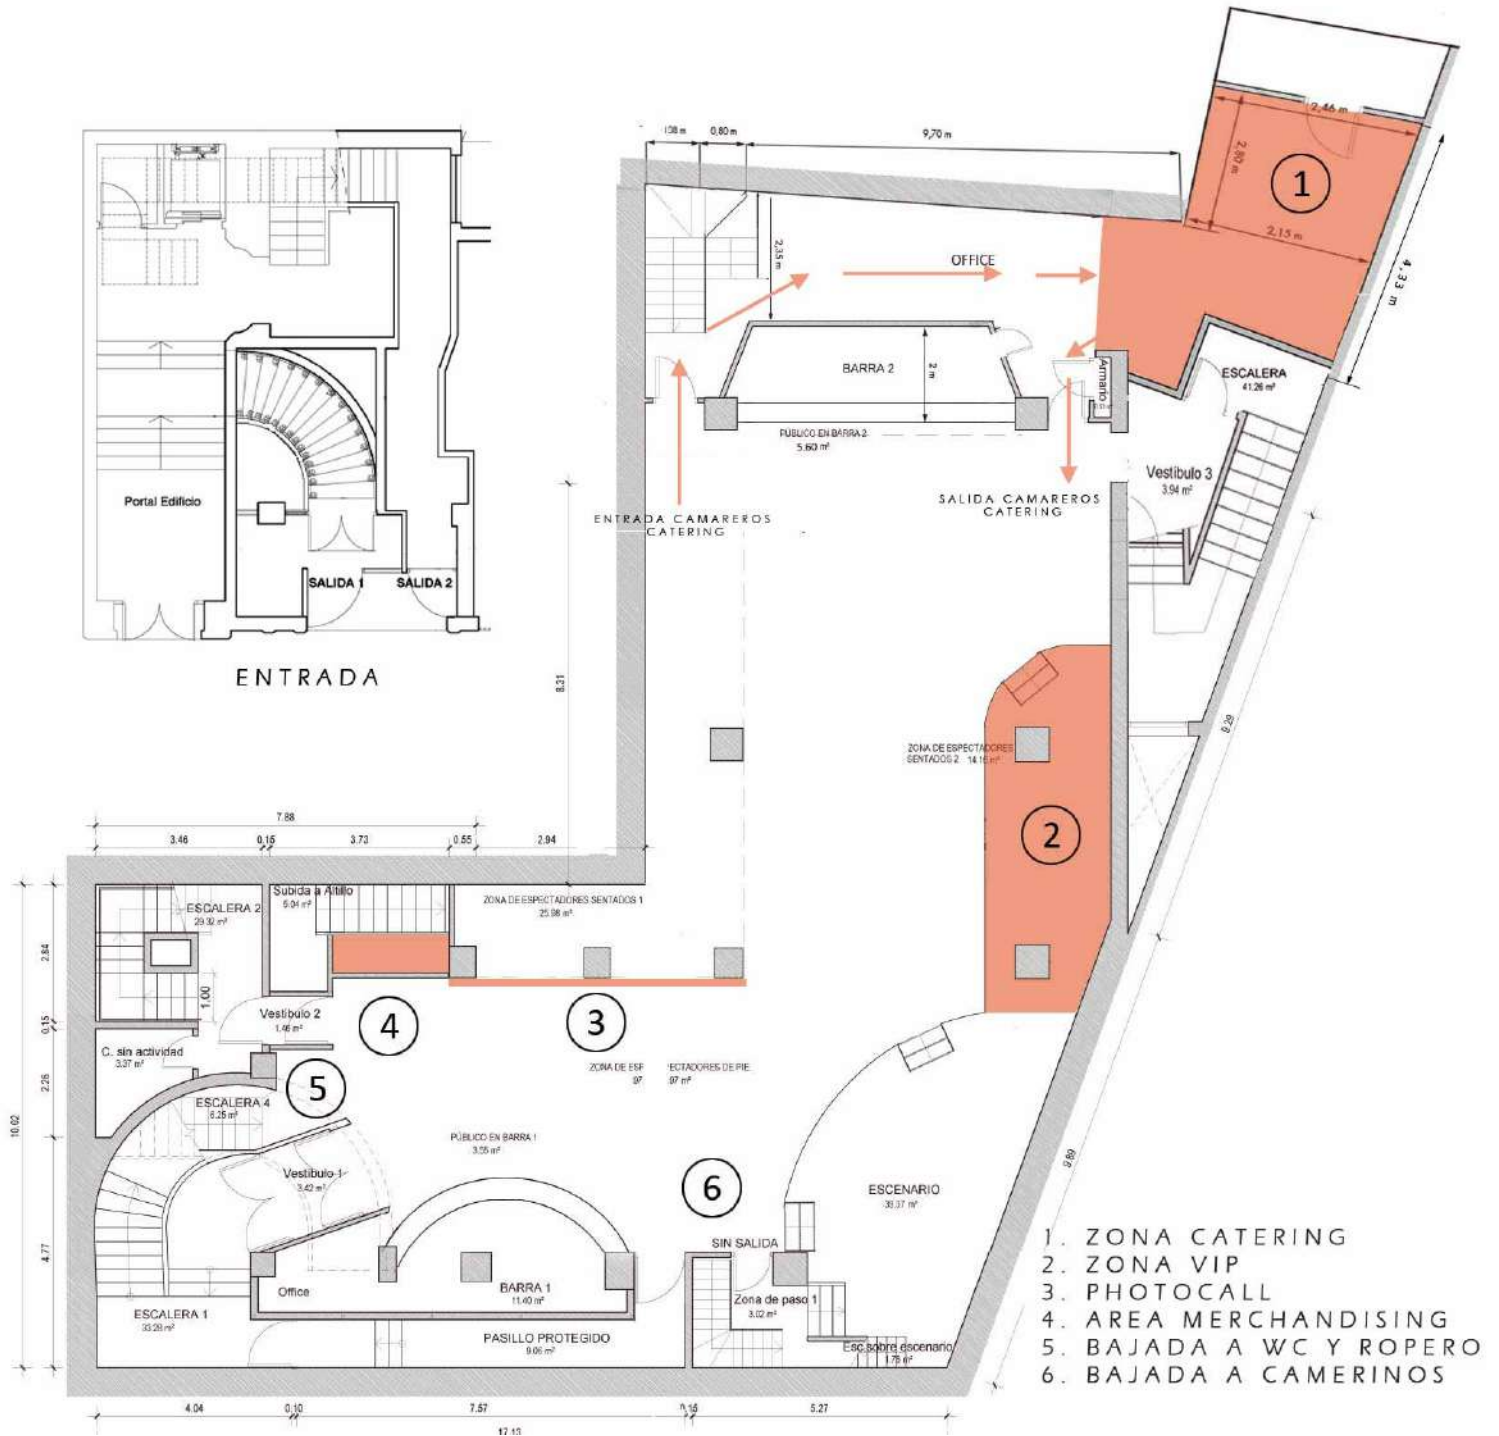 2,46 m
2,80 m
1
2,15 m
4,33 m
0,80 m
9,70 m
2,35 m
OFFICE
BARRA 2
2 m
Armario
PÚBLICO EN BARRA 2
5.60 m²
ESCALERA
41.26 m²
Vestíbulo 3
3.94 m²
ENTRADA CAMAREROS
CATERING
SALIDA CAMAREROS
CATERING
Portal Edificio
SALIDA 1
SALIDA 2
ENTRADA
8.31
9.29
ZONA DE ESPECTADORES
SENTADOS 2
2
7.88
3.46
0.15
3.73
0.55
2.94
ESCALERA 2
29.32 m²
Subida a Altillo
5.04 m²
ZONA DE ESPECTADORES SENTADOS 1
25.98 m²
2.84
1.00
0.15
Vestíbulo 2
1.46 m²
4
3
C. sin actividad
3.37 m²
2.26
5
ZONA DE ESP
ECTADORES DE PIE
97
97 m²
10.02
ESCALERA 4
6.25 m²
PÚBLICO EN BARRA 1
3.55 m²
Vestíbulo 1
3.42 m²
6
9.89
ESCENARIO
4.77
SIN SALIDA
Office
BARRA 1
11.40 m²
Zona de paso 1
3.02 m²
ESCALERA 1
33.28 m²
PASILLO PROTEGIDO
9.06 m²
Esc.sobre escenario
1.75 m²
4.04
0.10
7.57
0.15
5.27
17.13
1. ZONA CATERING
2. ZONA VIP
3. PHOTOCALL
4. AREA MERCHANDISING
5. BAJADA A WC Y ROPERO
6. BAJADA A CAMERINOS